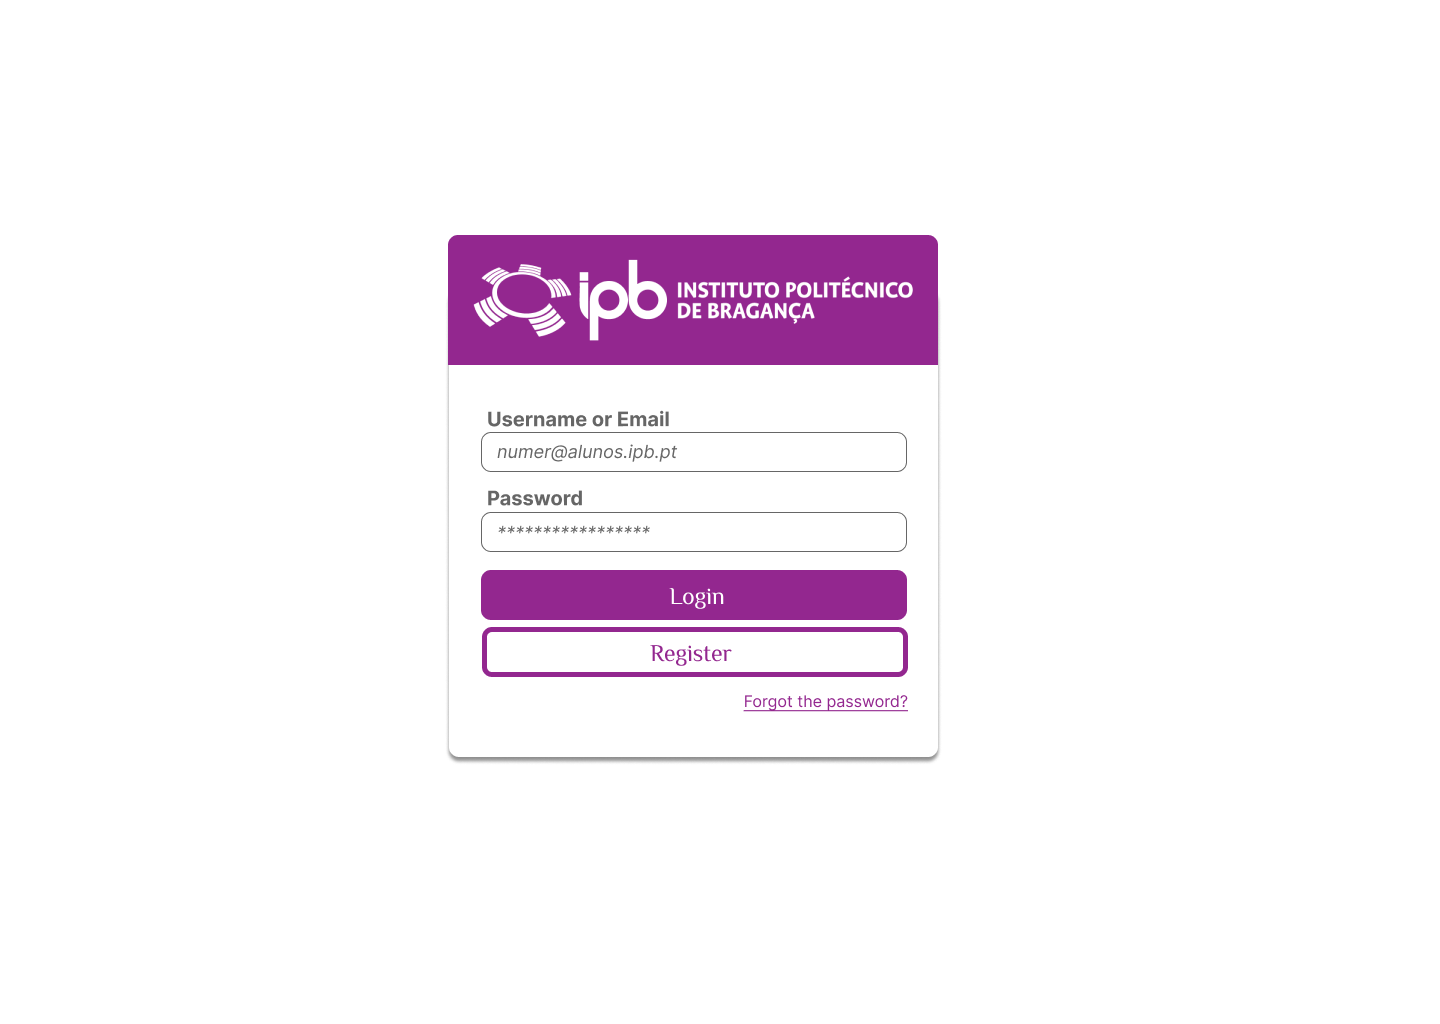 ipb INSTITUTO POLITÉCNICO
DE BRAGANÇA
Username or Email
numer@alunos.ipb.pt
Password
*****************
Login
Register
Forgot the password?